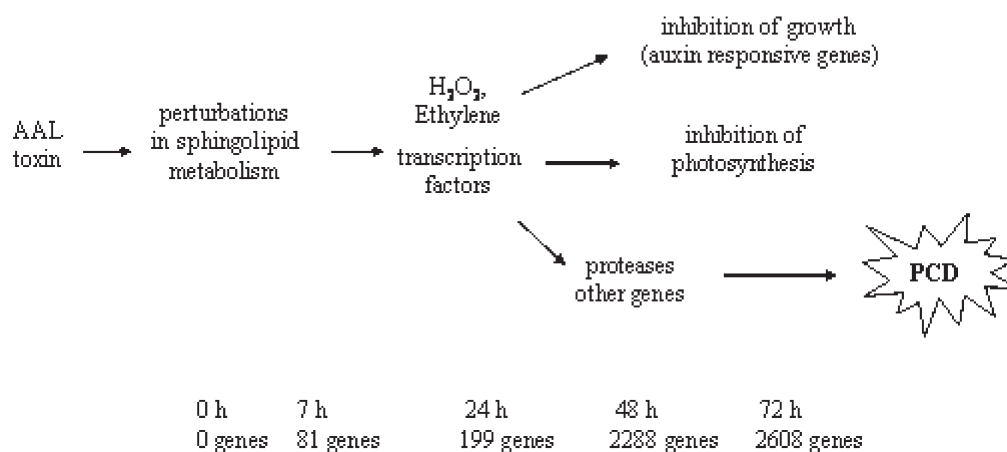 inhibition of growth
(auxin responsive genes)
H₂O₂,
Ethylene
AAL
toxin
perturbations
in sphingolipid
metabolism
transcription
factors
inhibition of
photosynthesis
proteases
other genes
PCD
0 h 7 h 24 h 48 h 72 h
0 genes 81 genes 199 genes 2288 genes 2608 genes